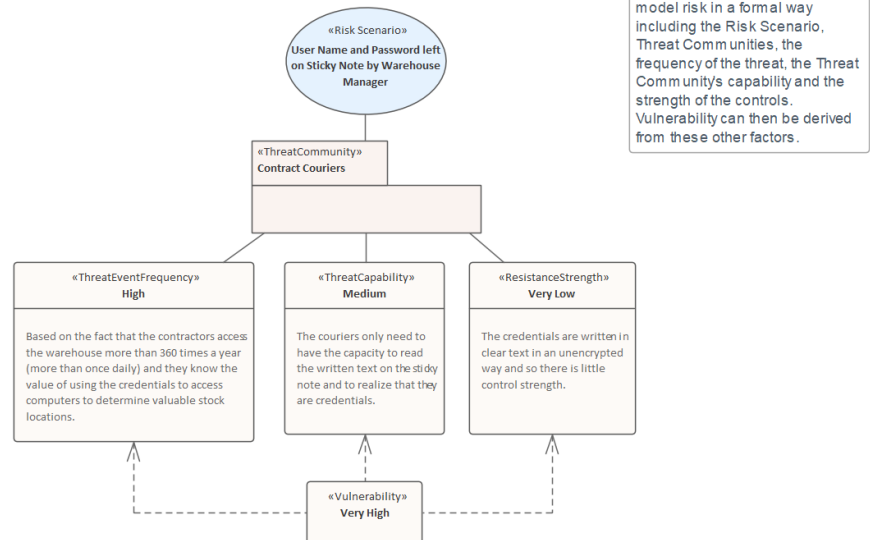 «Risk Scenario»
User Name and Password left
on Sticky Note by Warehouse
Manager
model risk in a formal way
including the Risk Scenario,
Threat Communities, the
frequency of the threat, the Threat
Community's capability and the
strength of the controls.
Vulnerability can then be derived
from these other factors.
«ThreatCommunity»
Contract Couriers
«ThreatEventFrequency»
High
Based on the fact that the contractors access
the warehouse more than 360 times a year
(more than once daily) and they know the
value of using the credentials to access
computers to determine valuable stock
locations.
«ThreatCapability»
Medium
The couriers only need to
have the capacity to read
the written text on the sticky
note and to realize that they
are credentials.
«ResistanceStrength»
Very Low
The credentials are written in
clear text in an unencrypted
way and so there is little
control strength.
«Vulnerability»
Very High